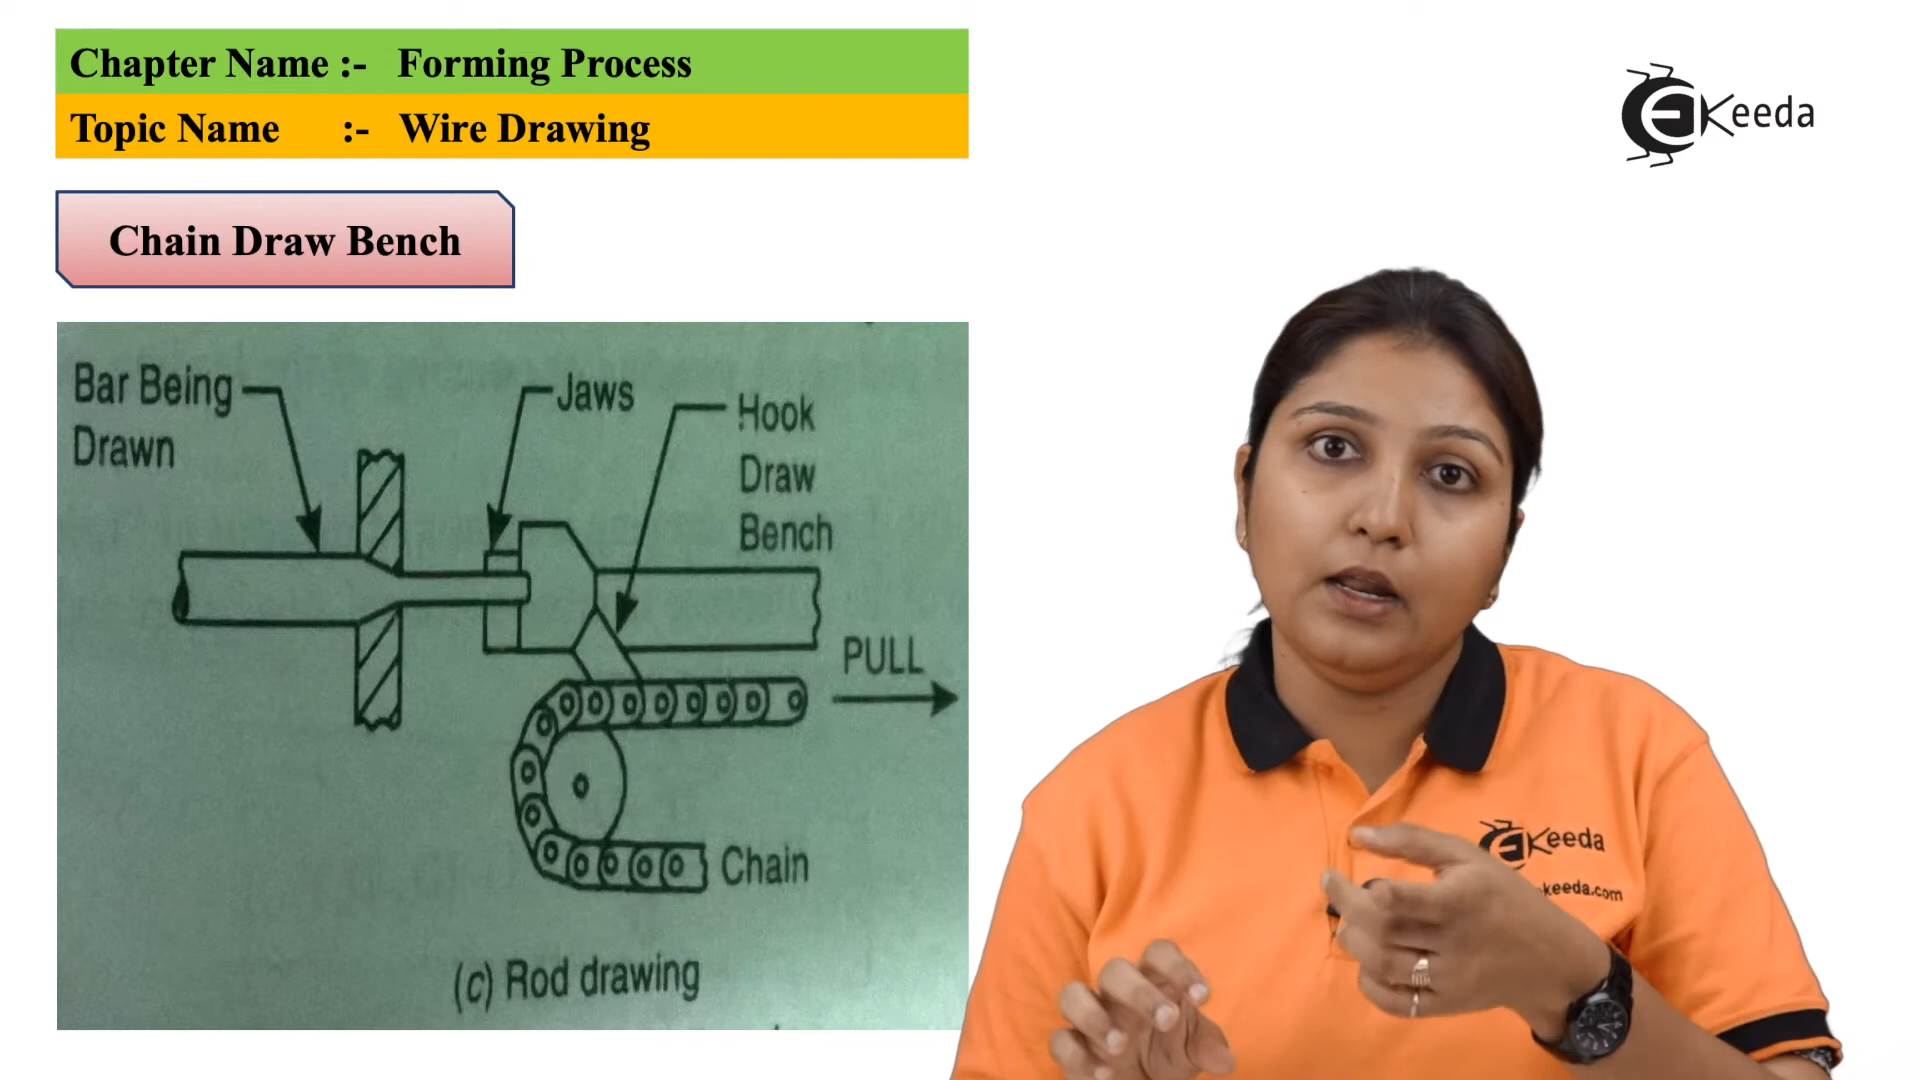 Chapter Name :- Forming Process
Topic Name :- Wire Drawing
Keeda
Chain Draw Bench
Bar Being
Drawn
Jaws
Hook
Draw
Bench
PULL
Chain
(c) Rod drawing
Keeda
keeda.com